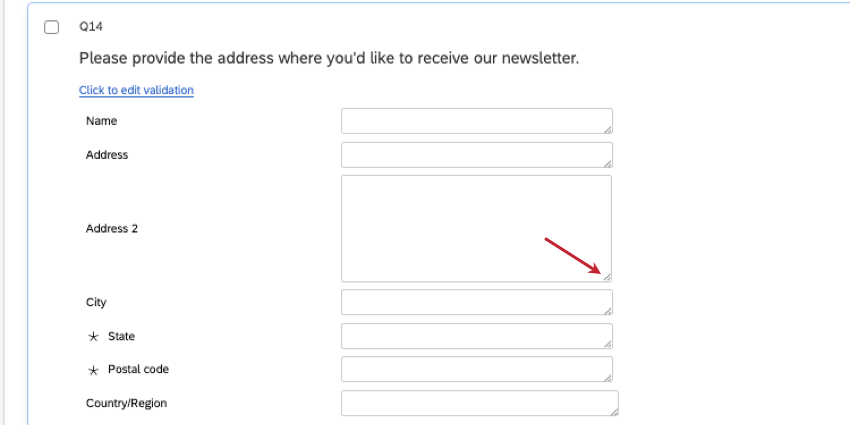 Q14
Please provide the address where you'd like to receive our newsletter.
Click to edit validation
Name
Address
Address 2
City
* State
* Postal code
Country/Region